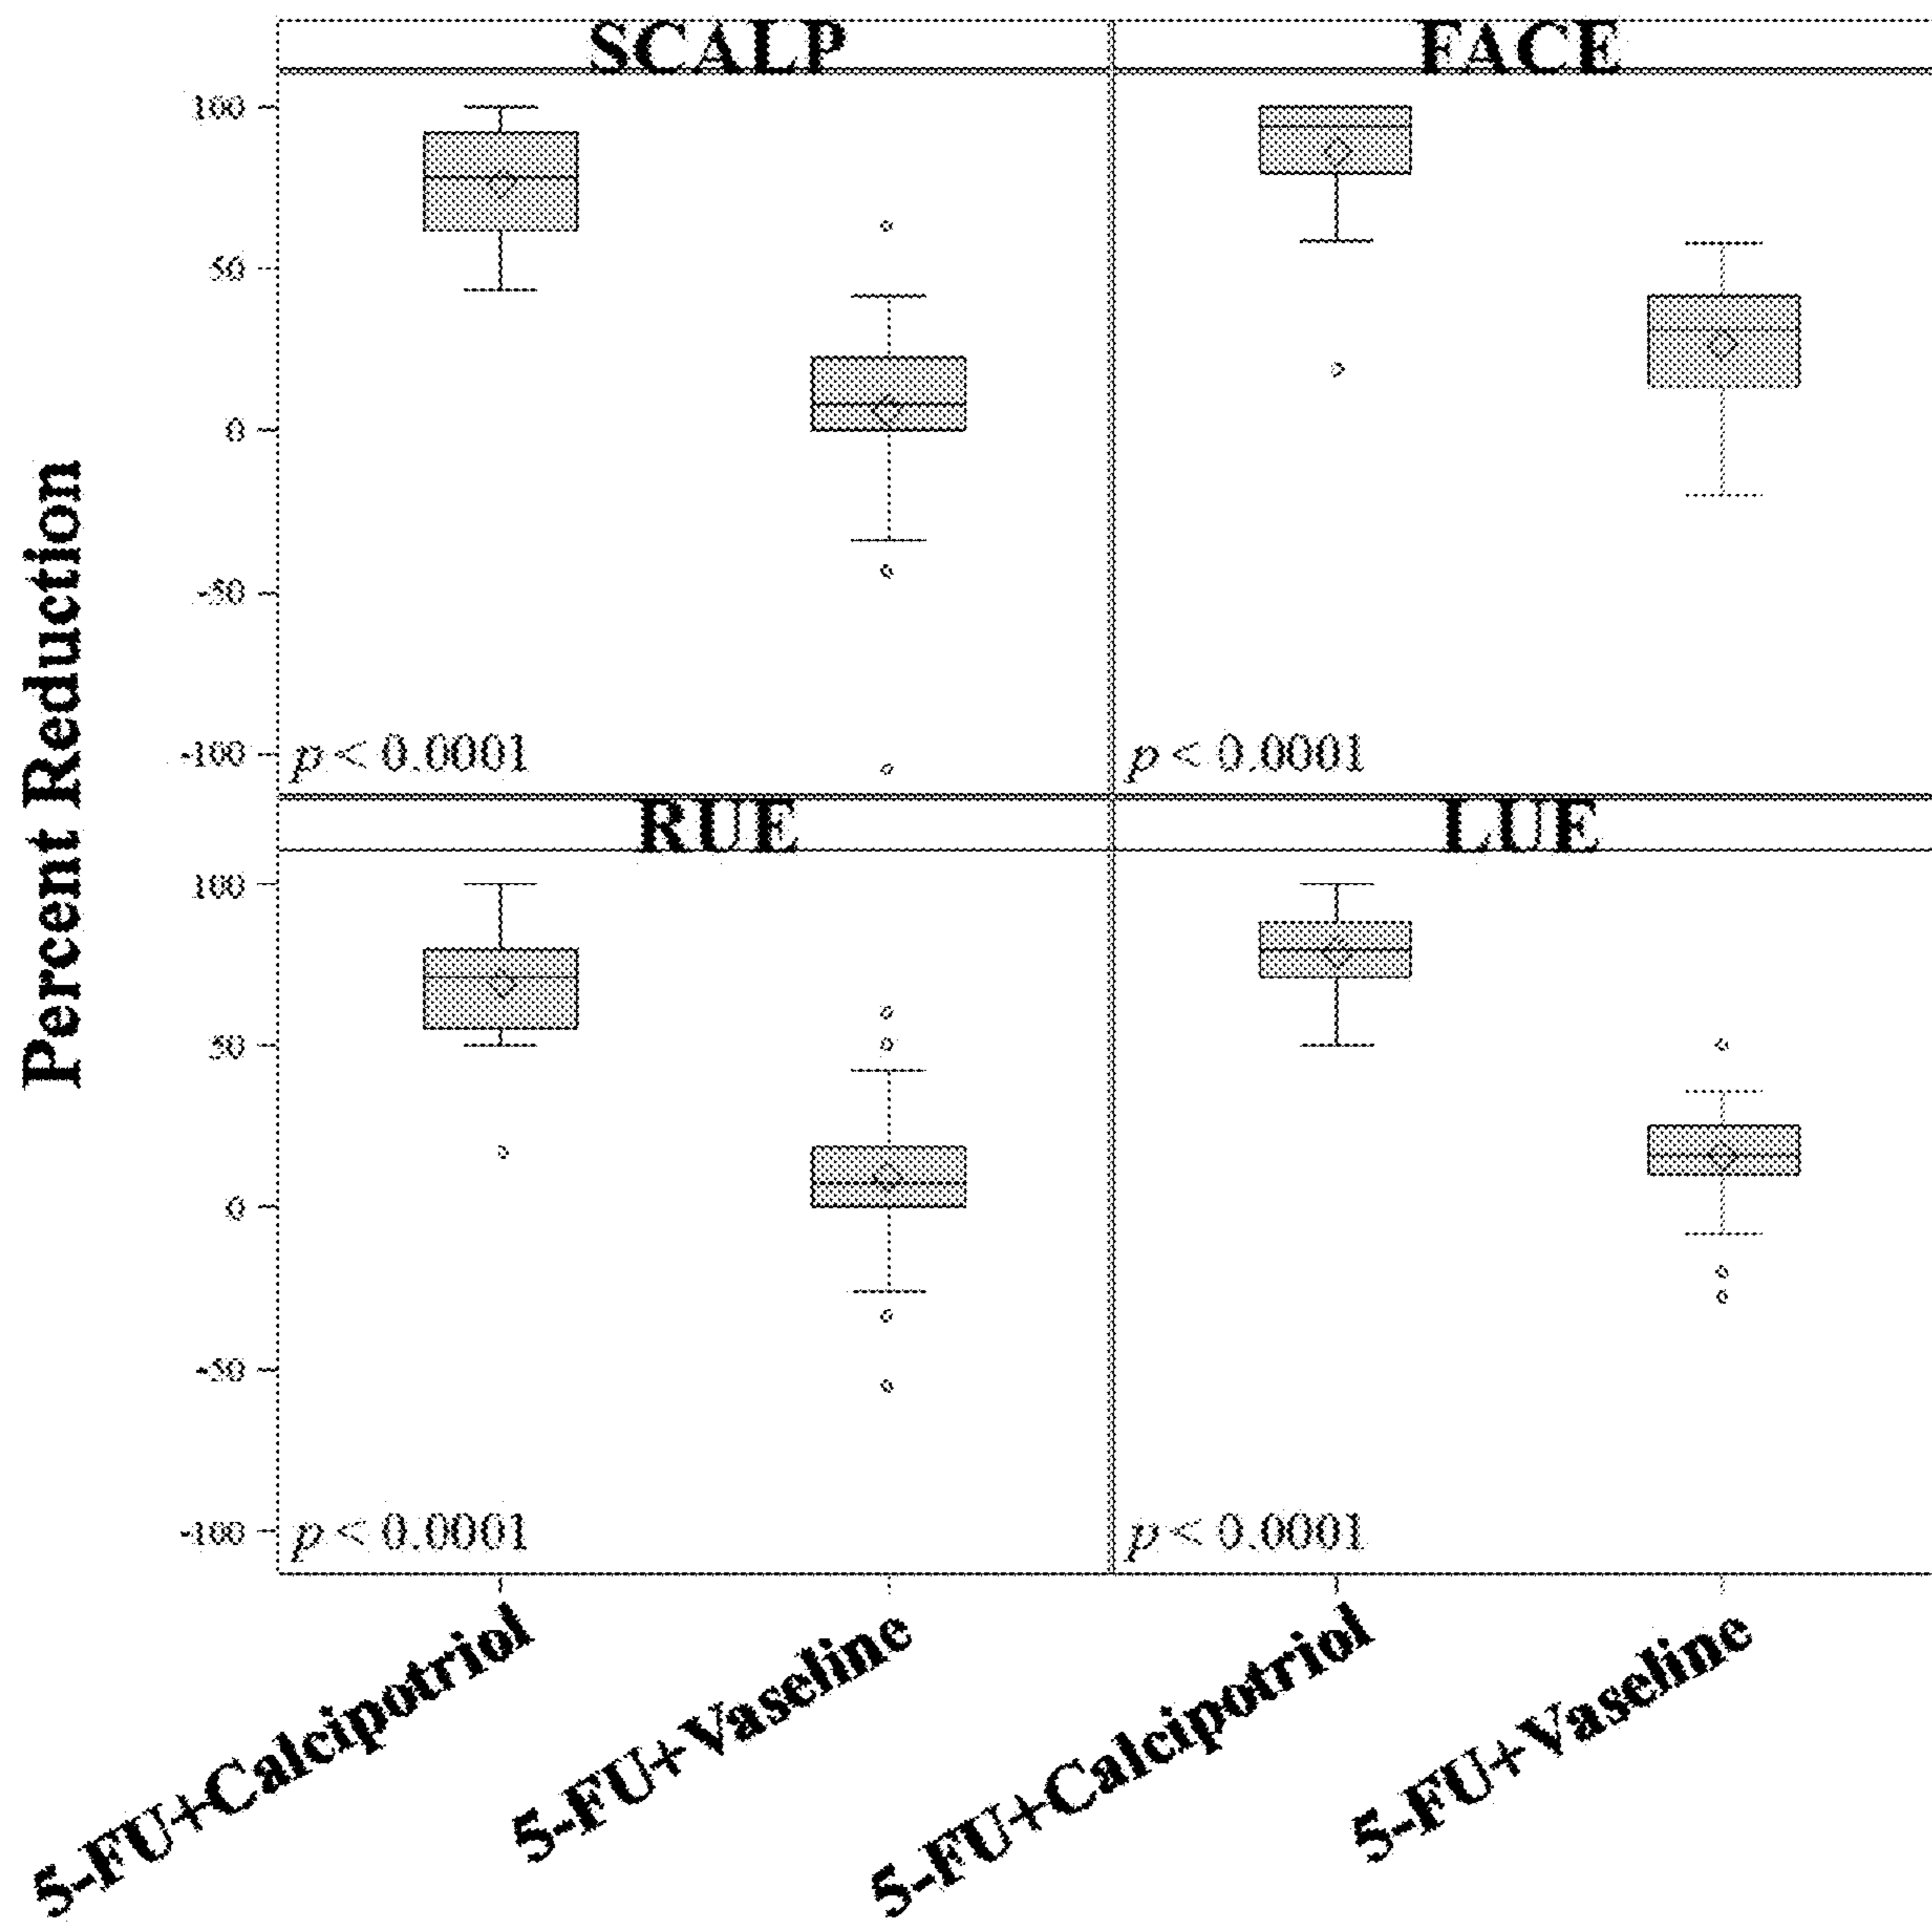 SCALP
FACE
100
50
0
-50
-100
p < 0.0001
p < 0.0001
Percent Reduction
RUE
LUE
100
50
0
-50
-100
p < 0.0001
p < 0.0001
5-FU+Calcipotriol
5-FU+Vaseline
5-FU+Calcipotriol
5-FU+Vaseline